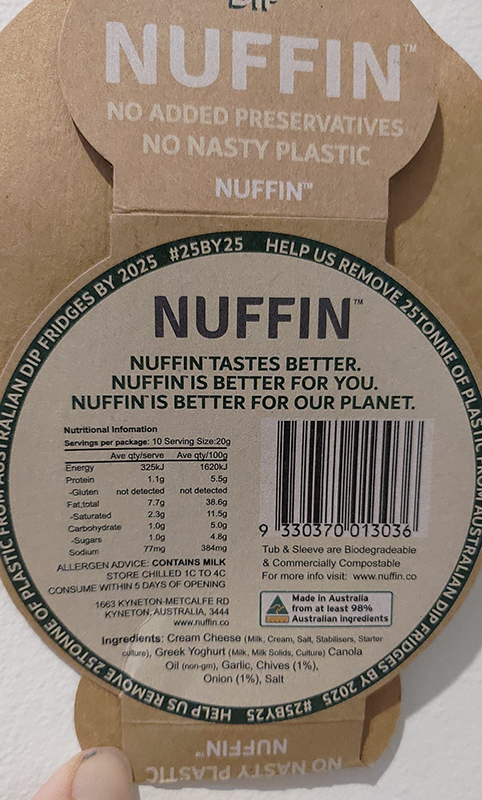 DIP
NUFFIN™
NO ADDED PRESERVATIVES
NO NASTY PLASTIC
NUFFIN™
HELP US REMOVE 25TONNE OF PLASTIC FROM AUSTRALIAN DIP FRIDGES BY 2025 #25BY25
HELP US REMOVE 25TONNE OF PLASTIC FROM AUSTRALIAN DIP FRIDGES BY 2025 #25BY25
NUFFIN™
NUFFIN™TASTES BETTER.
NUFFIN™IS BETTER FOR YOU.
NUFFIN™IS BETTER FOR OUR PLANET.
Nutritional Infomation
Servings per package: 10 Serving Size:20g
Ave qty/serve Ave qty/100g
Energy 325kJ 1620kJ
Protein 1.1g 5.5g
-Gluten not detected not detected
Fat,total 7.7g 38.6g
-Saturated 2.3g 11.5g
Carbohydrate 1.0g 5.0g
-Sugars 1.0g 4.8g
Sodium 77mg 384mg
ALLERGEN ADVICE: CONTAINS MILK
STORE CHILLED 1C TO 4C
CONSUME WITHIN 5 DAYS OF OPENING
1663 KYNETON-METCALFE RD
KYNETON, AUSTRALIA, 3444
www.nuffin.co
9 330370 013036
Tub & Sleeve are Biodegradeable
& Commercially Compostable
For more info visit: www.nuffin.co
Made in Australia
from at least 98%
Australian ingredients
Ingredients: Cream Cheese (Milk, Cream, Salt, Stabilisers, Starter
culture), Greek Yoghurt (Milk, Milk Solids, Culture) Canola
Oil (non-gm), Garlic, Chives (1%),
Onion (1%), Salt
NUFFIN™
NO NASTY PLASTIC